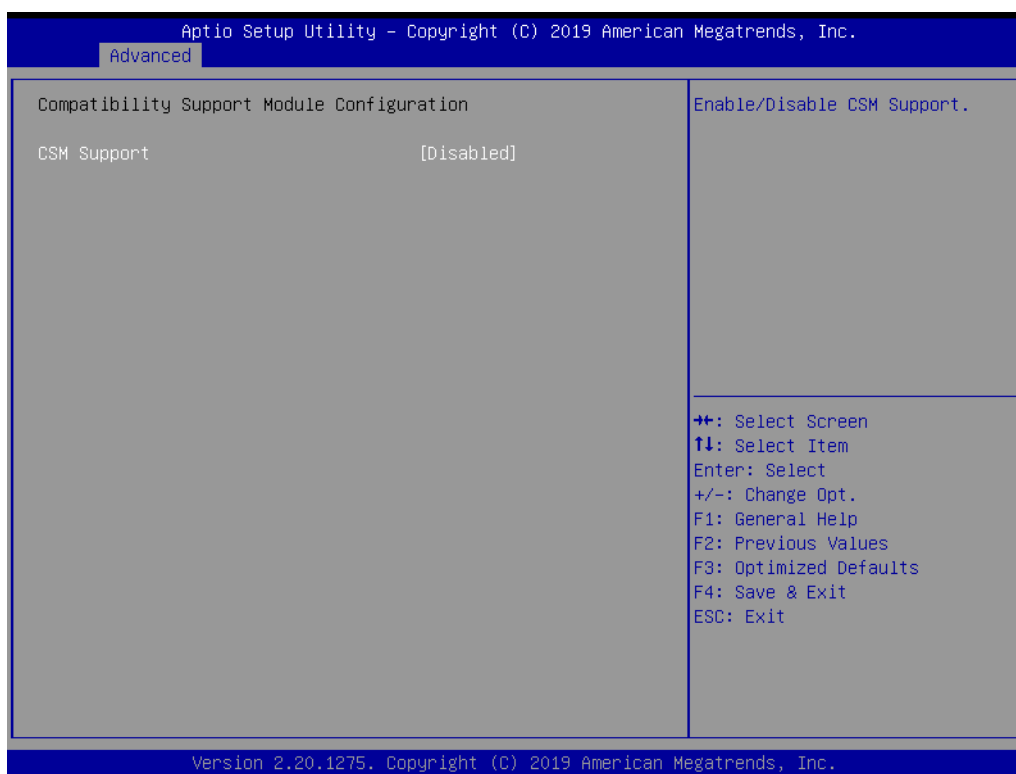 Aptio Setup Utility – Copyright (C) 2019 American Megatrends, Inc.
Advanced
Compatibility Support Module Configuration
CSM Support [Disabled]
Enable/Disable CSM Support.
→←: Select Screen
↑↓: Select Item
Enter: Select
+/-: Change Opt.
F1: General Help
F2: Previous Values
F3: Optimized Defaults
F4: Save & Exit
ESC: Exit
Version 2.20.1275. Copyright (C) 2019 American Megatrends, Inc.